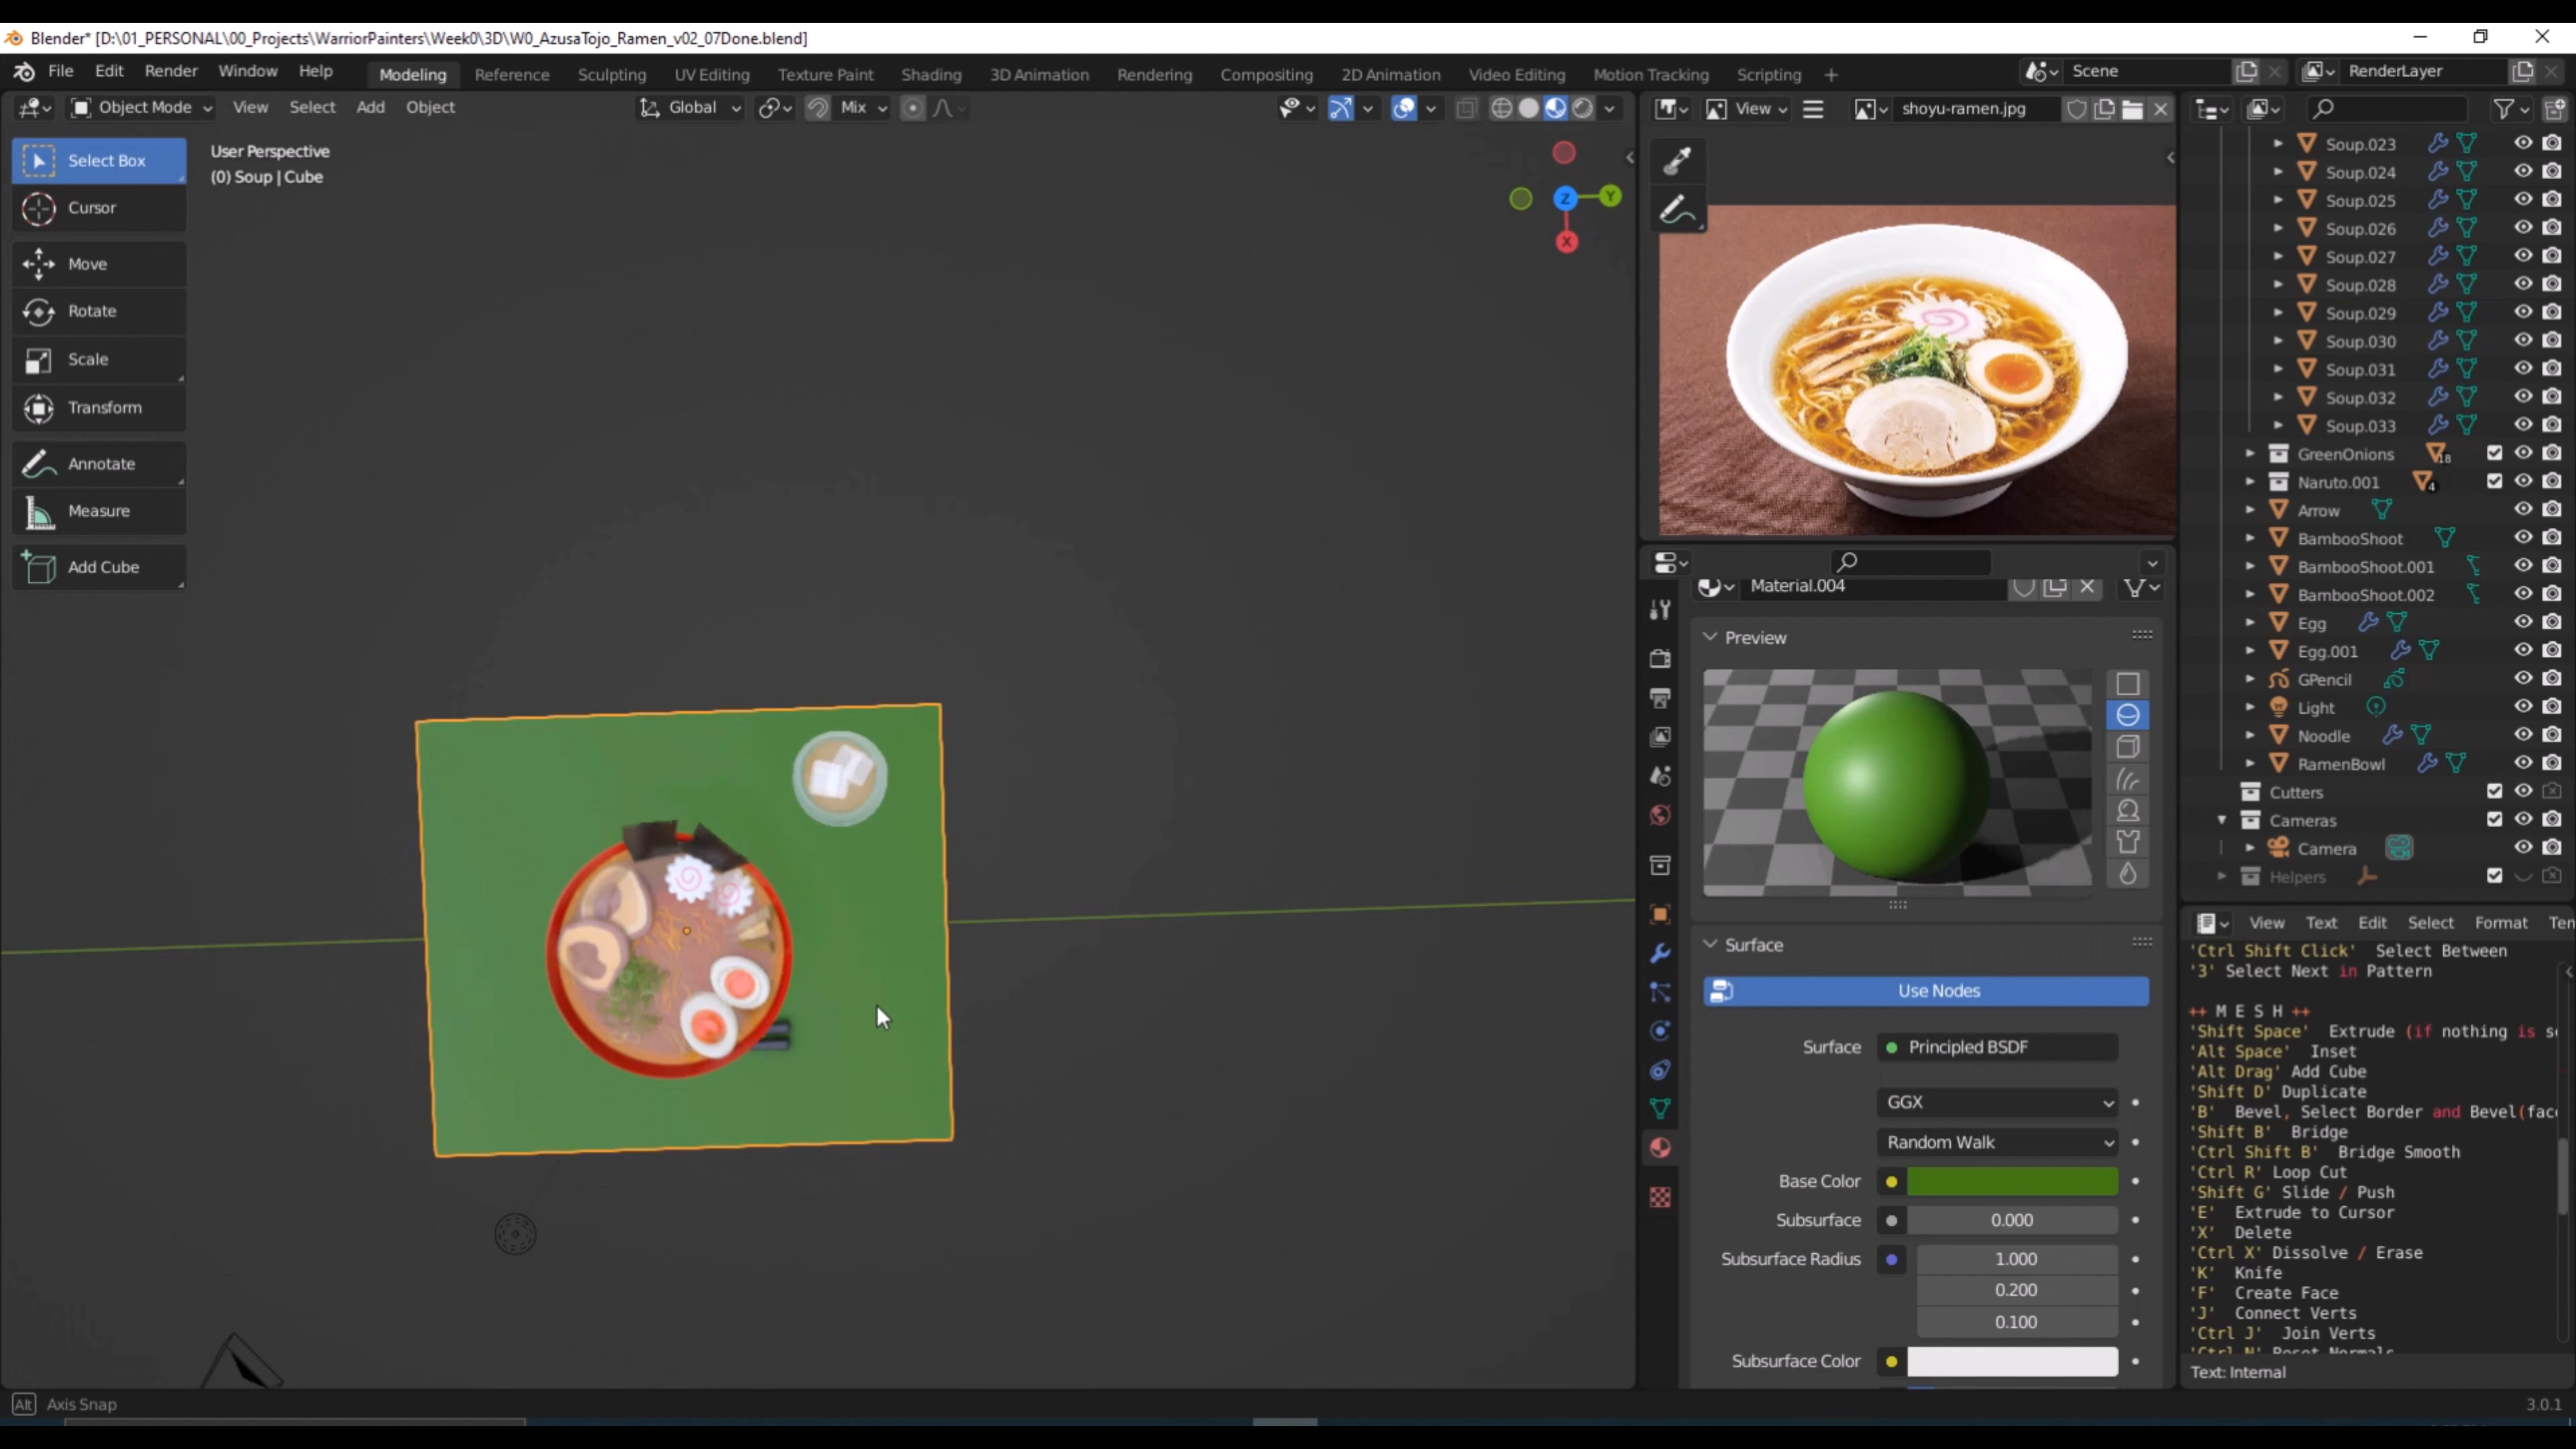 Blender* [D:\01_PERSONAL\00_Projects\WarriorPainters\Week0\3D\W0_AzusaTojo_Ramen_v02_07Done.blend]
File Edit Render Window Help Modeling Reference Sculpting UV Editing Texture Paint Shading 3D Animation Rendering Compositing 2D Animation Video Editing Motion Tracking Scripting + Scene RenderLayer
Object Mode View Select Add Object Global Mix View shoyu-ramen.jpg
Select Box
Cursor
Move
Rotate
Scale
Transform
Annotate
Measure
Add Cube
User Perspective
(0) Soup | Cube
Z Y
X
Material.004
Preview
Surface
Use Nodes
Surface Principled BSDF
GGX
Random Walk
Base Color
Subsurface 0.000
Subsurface Radius 1.000
0.200
0.100
Subsurface Color
Soup.023
Soup.024
Soup.025
Soup.026
Soup.027
Soup.028
Soup.029
Soup.030
Soup.031
Soup.032
Soup.033
GreenOnions 18
Naruto.001 4
Arrow
BambooShoot
BambooShoot.001
BambooShoot.002
Egg
Egg.001
GPencil
Light
Noodle
RamenBowl
Cutters
Cameras
Camera
Helpers
View Text Edit Select Format Ten
'Ctrl Shift Click' Select Between
'3' Select Next in Pattern
++ M E S H ++
'Shift Space' Extrude (if nothing is se
'Alt Space' Inset
'Alt Drag' Add Cube
'Shift D' Duplicate
'B' Bevel, Select Border and Bevel(face
'Shift B' Bridge
'Ctrl Shift B' Bridge Smooth
'Ctrl R' Loop Cut
'Shift G' Slide / Push
'E' Extrude to Cursor
'X' Delete
'Ctrl X' Dissolve / Erase
'K' Knife
'F' Create Face
'J' Connect Verts
'Ctrl J' Join Verts
'Ctrl N' Reset Normals
Text: Internal
Alt Axis Snap
3.0.1